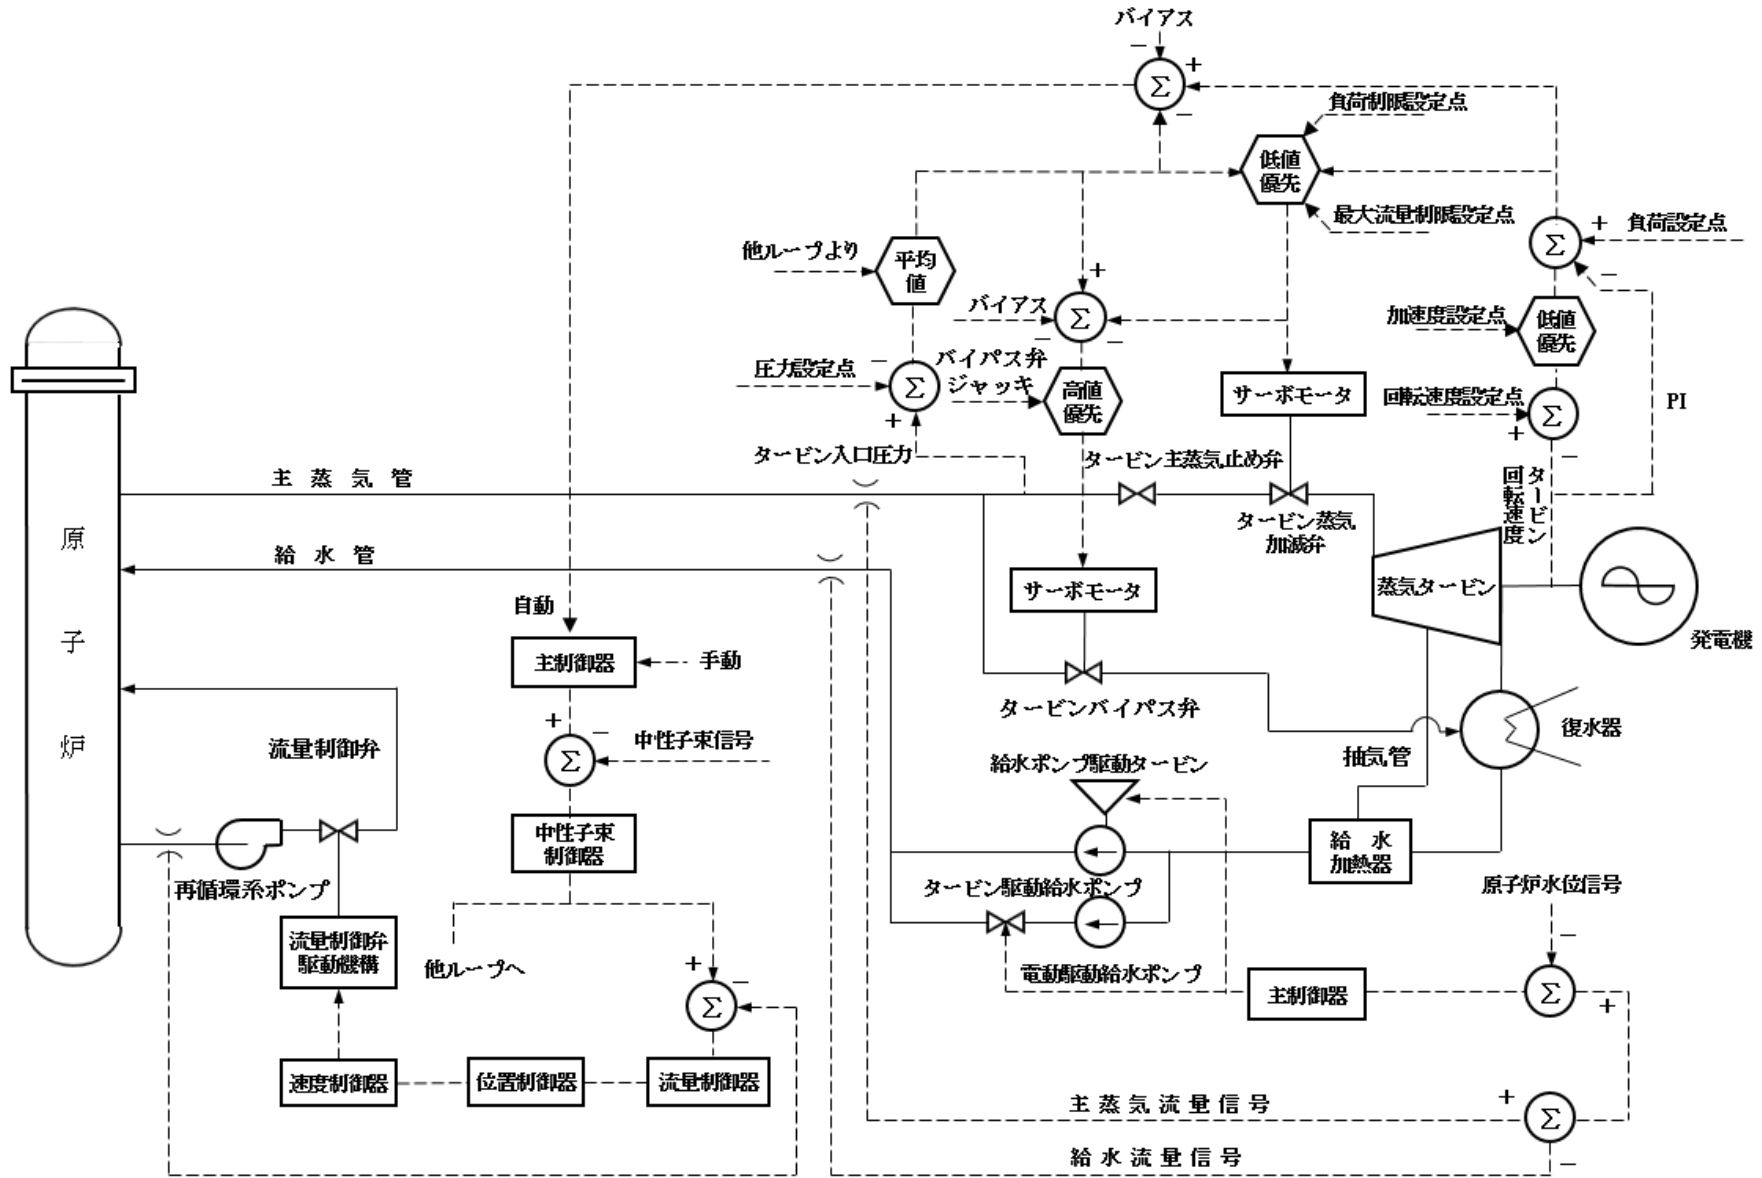 バイアス
－
＋
Σ
－
負荷制限設定点
低値
優先
最大流量制限設定点
＋
負荷設定点
Σ
－
他ループより
平均
値
＋
バイアス
Σ
－
－
加速度設定点
低値
優先
圧力設定点
－
Σ
＋
バイパス弁
ジャッキ
高値
優先
サーボモータ
回転速度設定点
Σ
＋
－
PI
タービン入口圧力
タービン主蒸気止め弁
主蒸気管
タービン
回転速度
タービン蒸気
加減弁
原子炉
給水管
サーボモータ
蒸気タービン
発電機
自動
主制御器
手動
タービンバイパス弁
復水器
＋
－
中性子束信号
Σ
流量制御弁
抽気管
給水ポンプ駆動タービン
中性子束
制御器
給水
加熱器
再循環系ポンプ
タービン駆動給水ポンプ
原子炉水位信号
流量制御弁
駆動機構
他ループへ
＋
－
Σ
電動駆動給水ポンプ
主制御器
－
Σ
＋
速度制御器
位置制御器
流量制御器
主蒸気流量信号
＋
Σ
給水流量信号
－